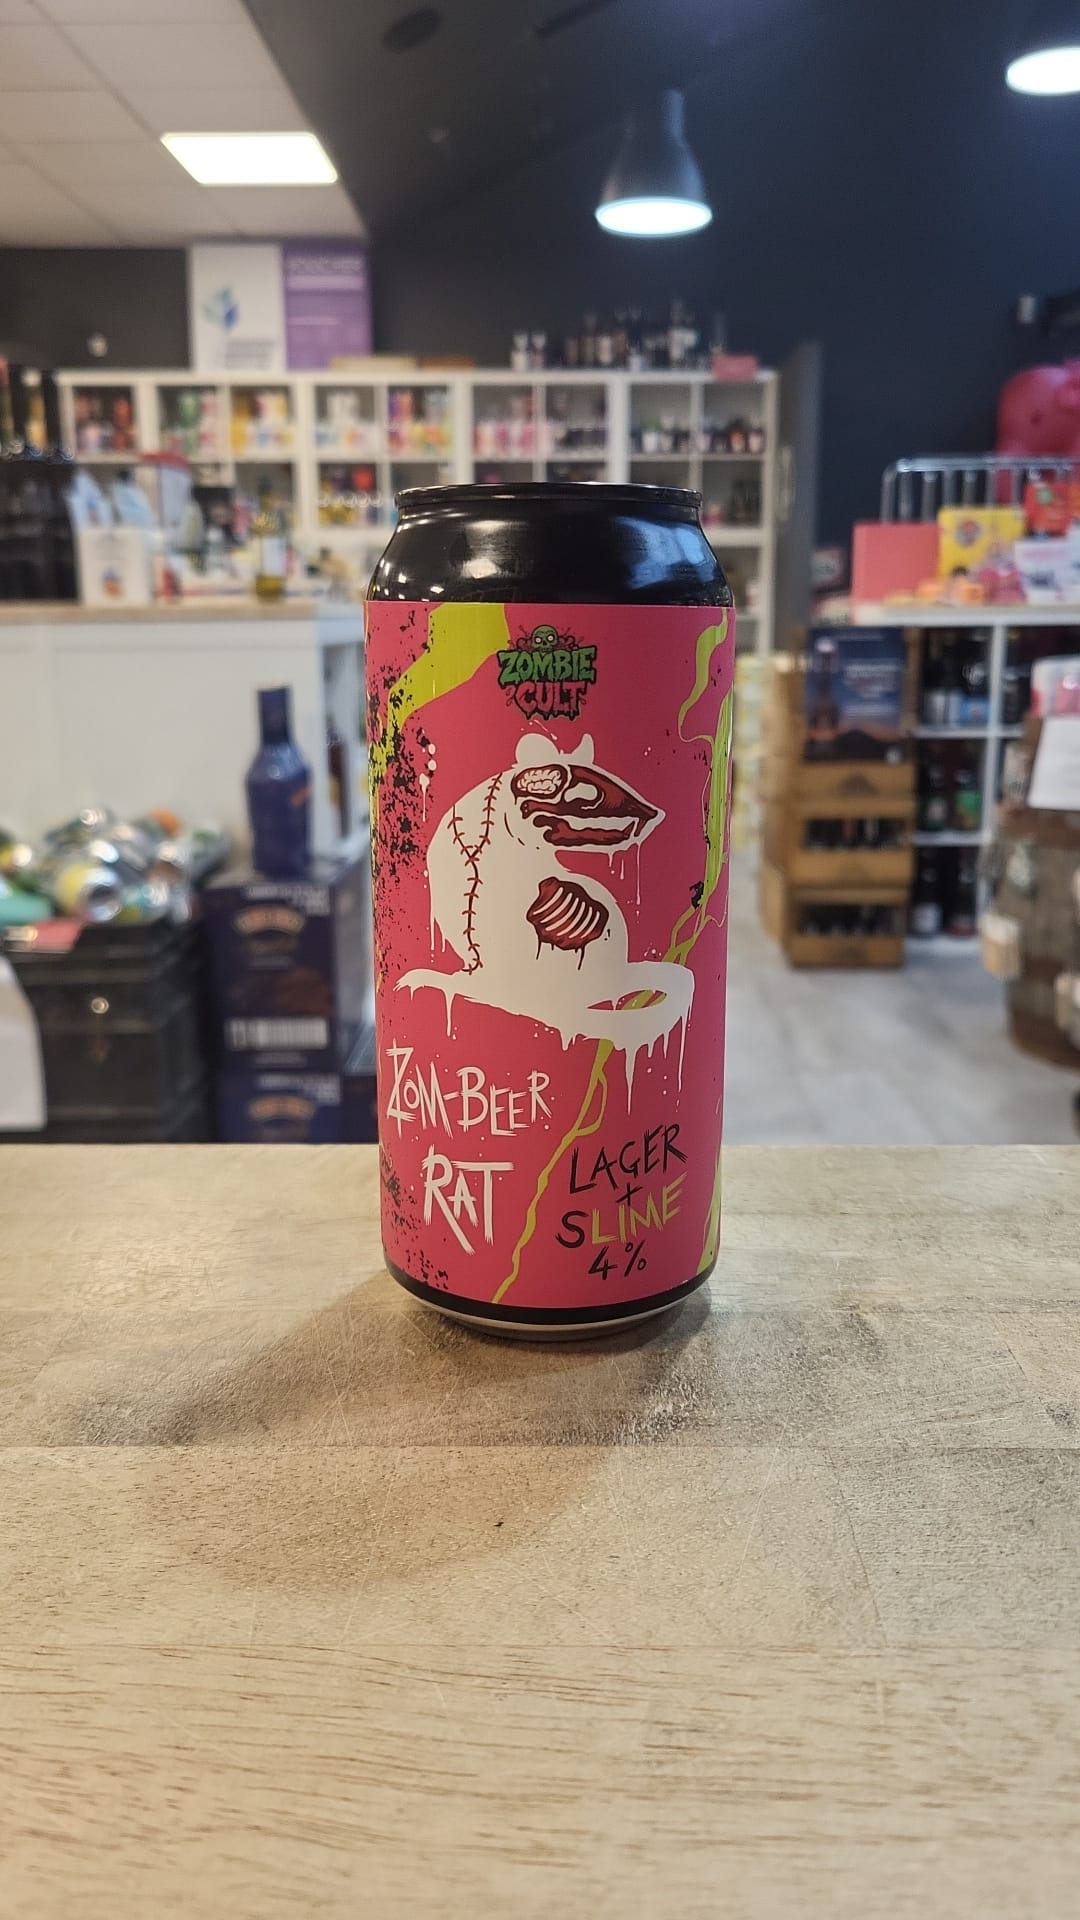 ZOMBIE
CULT
ZOM-BEER
RAT
LAGER
+
SLIME
4%